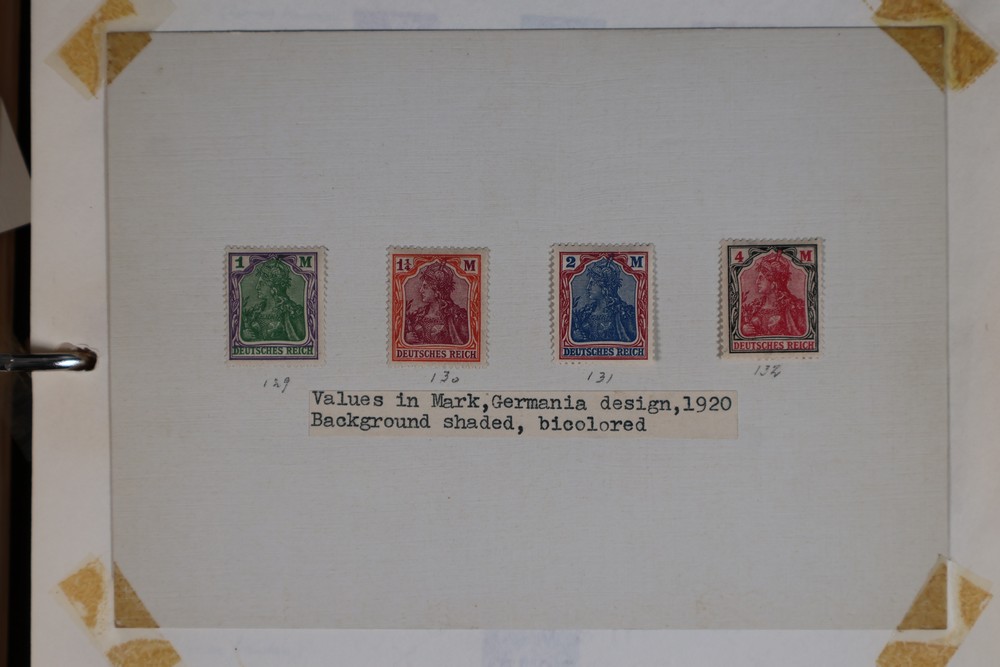 1 M
DEUTSCHES REICH
1¼ M
DEUTSCHES REICH
2 M
DEUTSCHES REICH
4 M
DEUTSCHES REICH
129
130
131
132
Values in Mark,Germania design,1920
Background shaded, bicolored